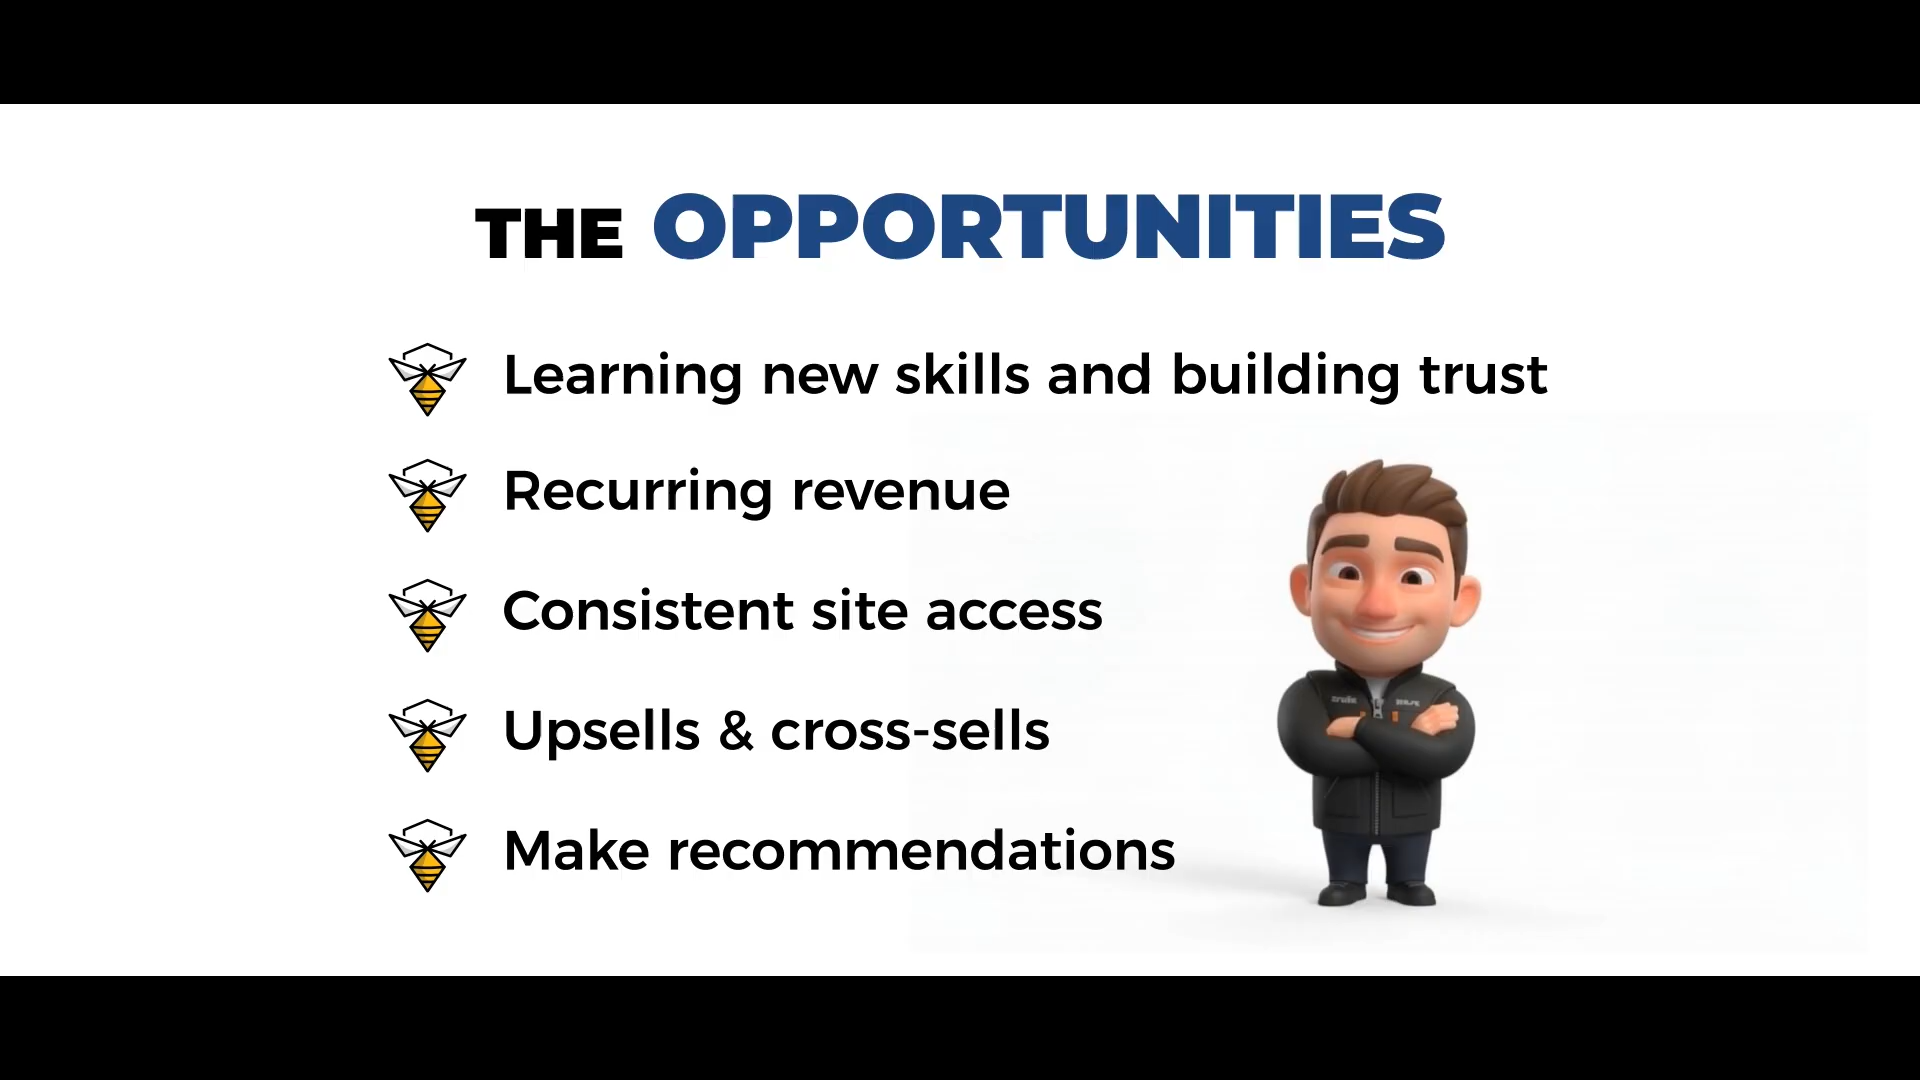 THE OPPORTUNITIES
Learning new skills and building trust
Recurring revenue
Consistent site access
Upsells & cross-sells
Make recommendations